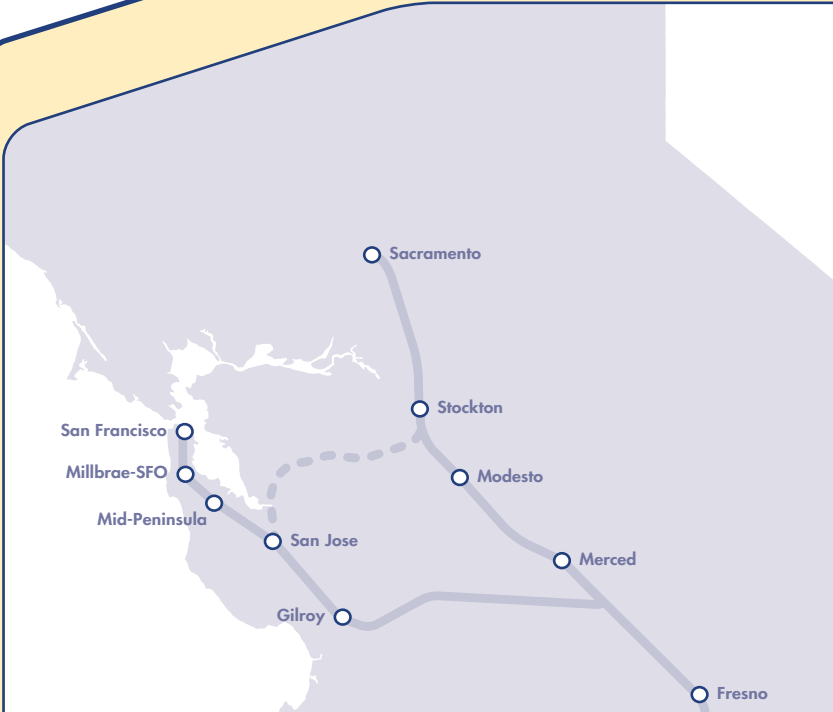 Sacramento
Stockton
San Francisco
Millbrae-SFO
Modesto
Mid-Peninsula
San Jose
Merced
Gilroy
Fresno